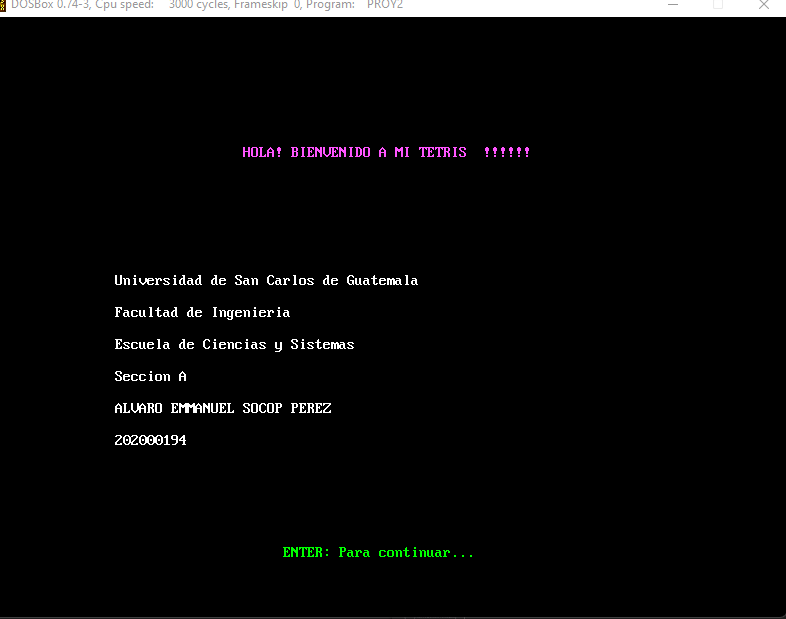 DOSBox 0.74-3, Cpu speed: 3000 cycles, Frameskip 0, Program: PROY2
HOLA! BIENVENIDO A MI TETRIS !!!!!!
Universidad de San Carlos de Guatemala
Facultad de Ingenieria
Escuela de Ciencias y Sistemas
Seccion A
ALVARO EMMANUEL SOCOP PEREZ
202000194
ENTER: Para continuar...